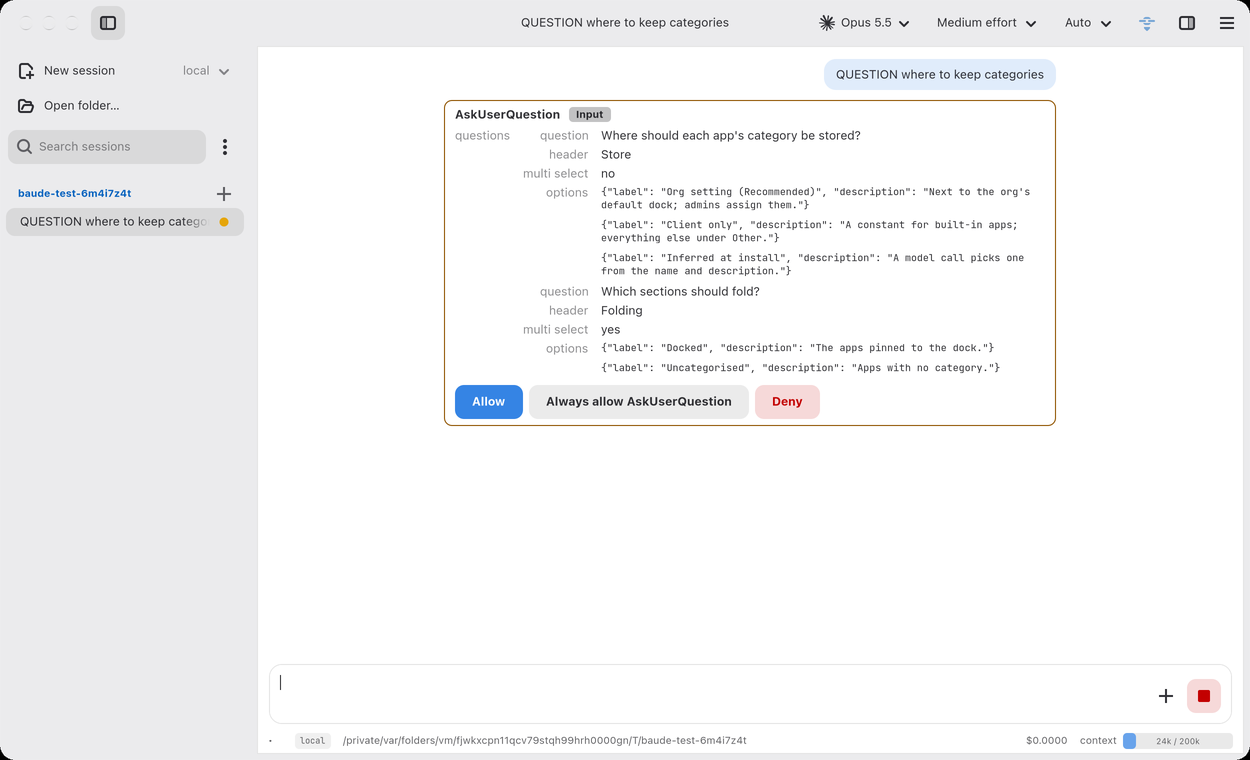 QUESTION where to keep categories
Opus 5.5
Medium effort
Auto
New session
local
Open folder...
Search sessions
baude-test-6m4i7z4t
QUESTION where to keep catego
QUESTION where to keep categories
AskUserQuestion Input
questions question Where should each app's category be stored?
header Store
multi select no
options {"label": "Org setting (Recommended)", "description": "Next to the org's
default dock; admins assign them."}
{"label": "Client only", "description": "A constant for built-in apps;
everything else under Other."}
{"label": "Inferred at install", "description": "A model call picks one
from the name and description."}
question Which sections should fold?
header Folding
multi select yes
options {"label": "Docked", "description": "The apps pinned to the dock."}
{"label": "Uncategorised", "description": "Apps with no category."}
Allow
Always allow AskUserQuestion
Deny
local
/private/var/folders/vm/fjwkxcpn11qcv79stqh99hrh0000gn/T/baude-test-6m4i7z4t
$0.0000
context
24k / 200k